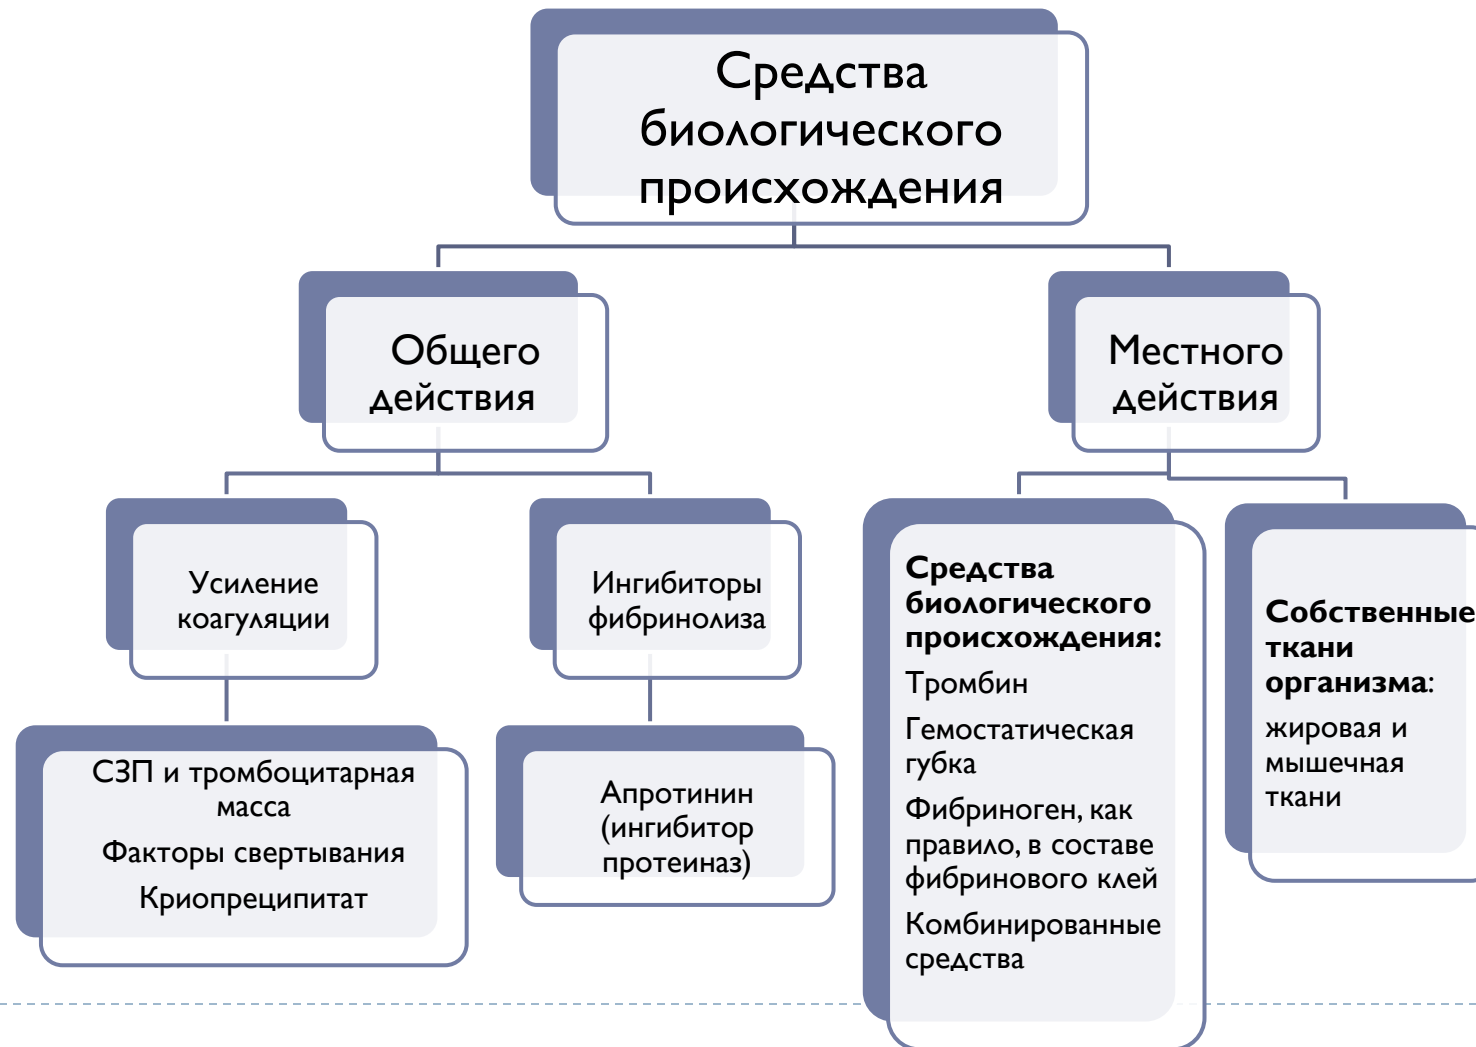 Средства
биологического
происхождения
Общего
действия
Местного
действия
Усиление
коагуляции
Ингибиторы
фибринолиза
СЗП и тромбоцитарная
масса
Факторы свертывания
Криопреципитат
Апротинин
(ингибитор
протеиназ)
Средства
биологического
происхождения:
Тромбин
Гемостатическая
губка
Фибриноген, как
правило, в составе
фибринового клей
Комбинированные
средства
Собственные
ткани
организма:
жировая и
мышечная
ткани